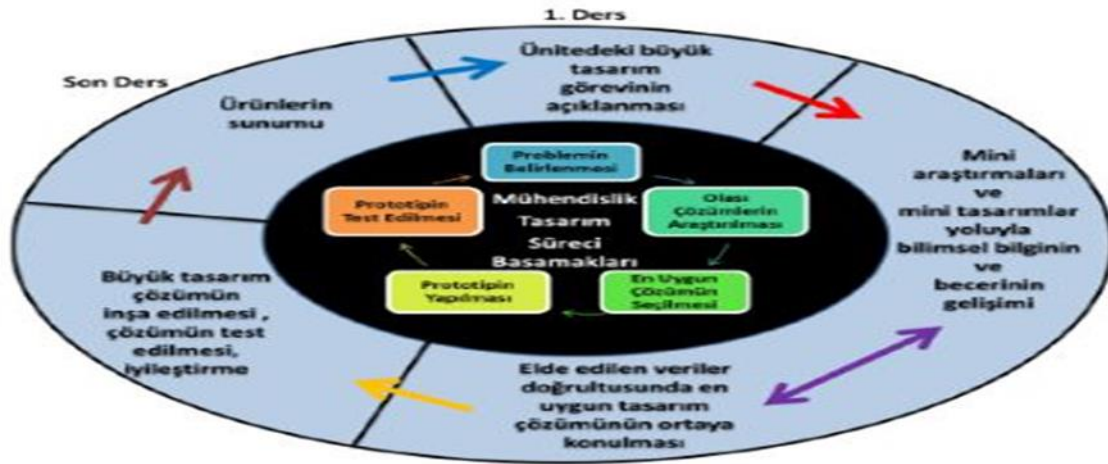 1. Ders
Ünitedeki büyük
tasarım
görevinin
açıklanması
Mini
araştırmaları
ve
mini tasarımlar
yoluyla
bilimsel bilginin
ve
becerinin
gelişimi
Elde edilen veriler
doğrultusunda en
uygun tasarım
çözümünün ortaya
konulması
Büyük tasarım
çözümün
inşa edilmesi ,
çözümün test
edilmesi,
iyileştirme
Son Ders
Ürünlerin
sunumu
Mühendislik
Tasarım
Süreci
Basamakları
Problemin
Belirlenmesi
Olası
Çözümlerin
Araştırılması
En Uygun
Çözümün
Seçilmesi
Prototipin
Yapılması
Prototipin
Test Edilmesi